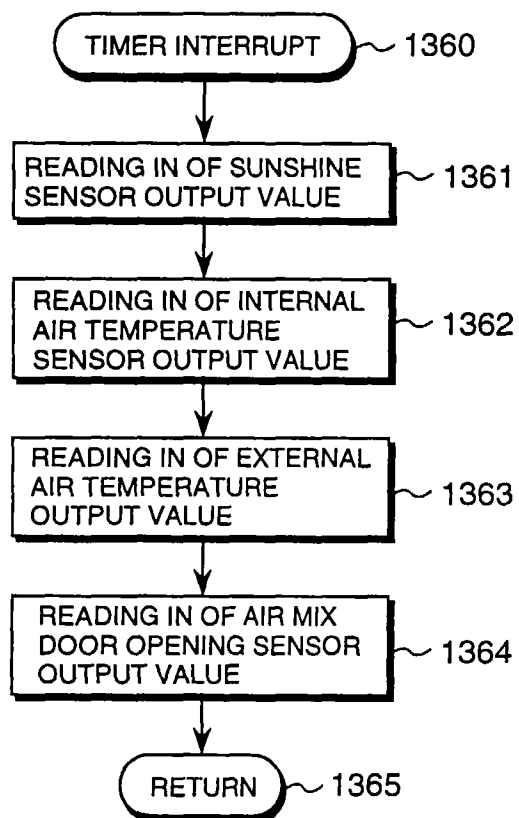 TIMER INTERRUPT
1360
READING IN OF SUNSHINE
SENSOR OUTPUT VALUE
1361
READING IN OF INTERNAL
AIR TEMPERATURE
SENSOR OUTPUT VALUE
1362
READING IN OF EXTERNAL
AIR TEMPERATURE
OUTPUT VALUE
1363
READING IN OF AIR MIX
DOOR OPENING SENSOR
OUTPUT VALUE
1364
RETURN
1365